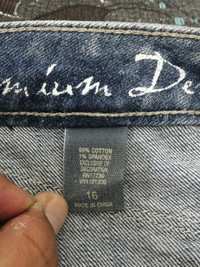 mium De
99% COTTON
1% SPANDEX
EXCLUSIVE OF
DECORATION
16
MADE IN CHINA